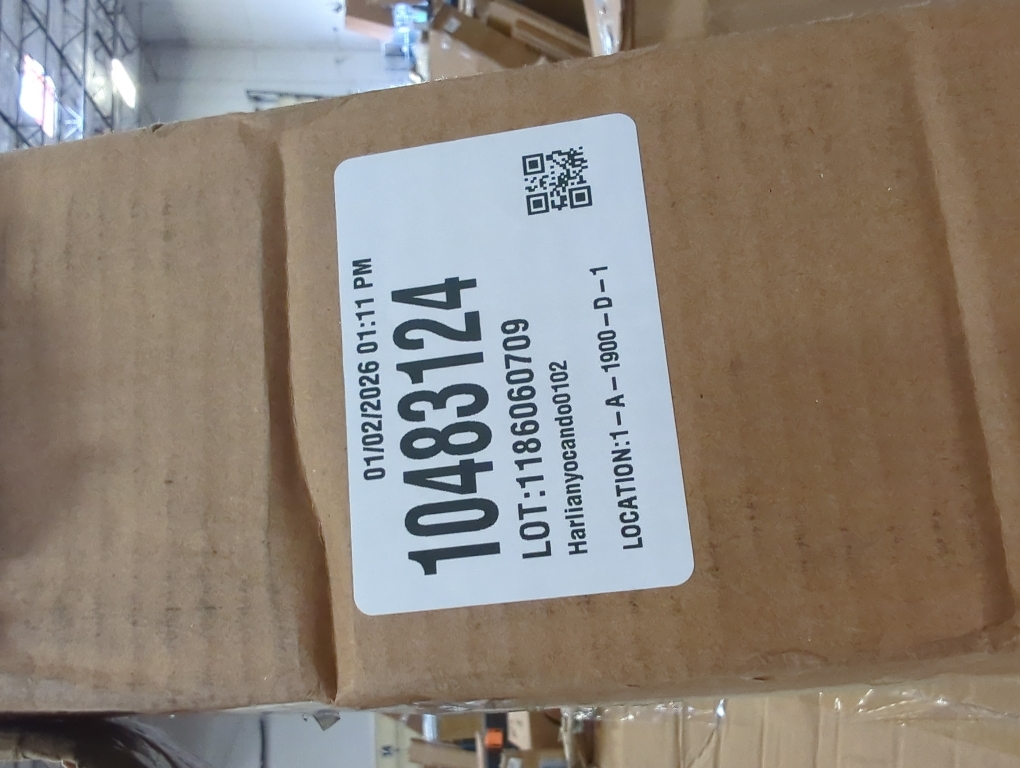 01/02/2026 01:11 PM
10483124
LOT:1186060709
Harlianyocando0102
LOCATION:1-A-1900-D-1